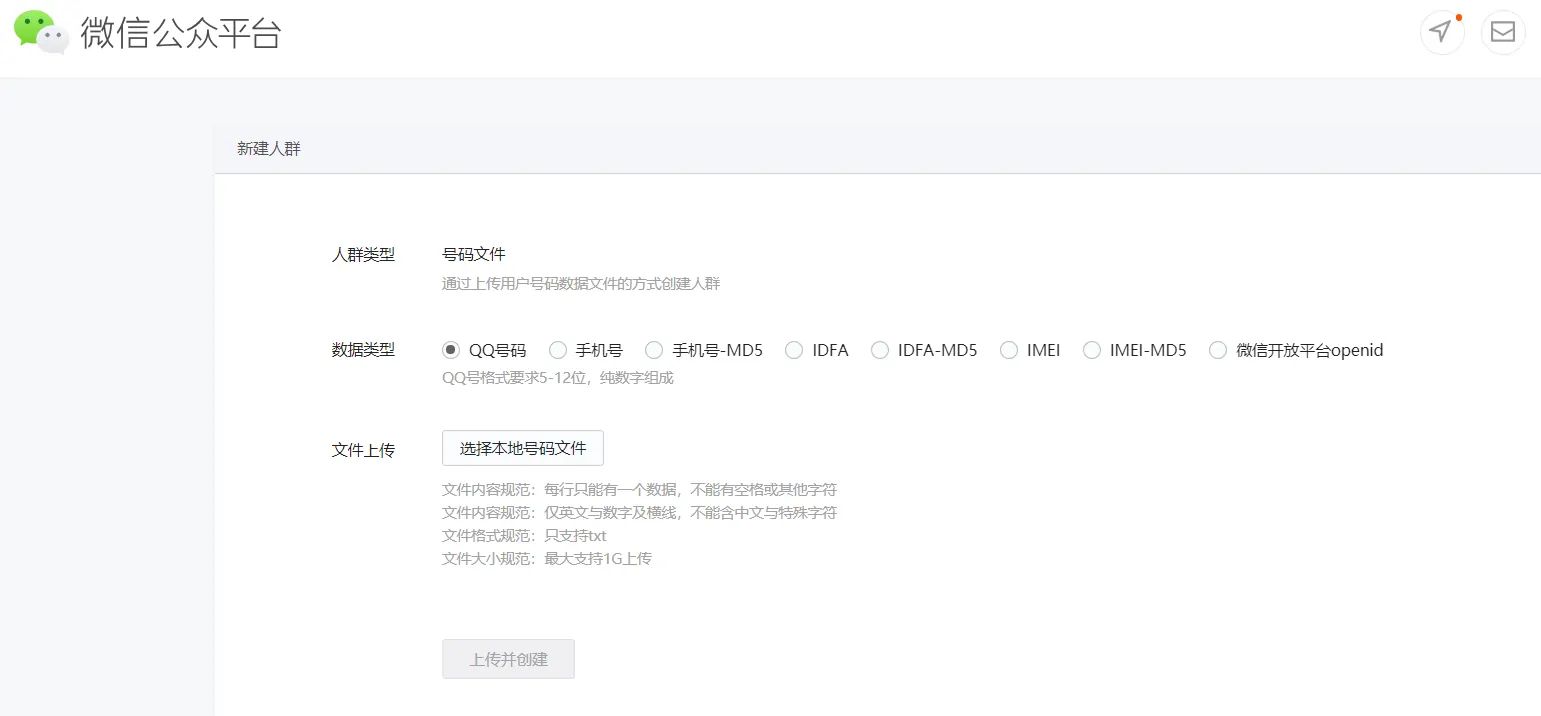 微信公众平台
新建人群
人群类型 号码文件
通过上传用户号码数据文件的方式创建人群
数据类型 QQ号码 手机号 手机号-MD5 IDFA IDFA-MD5 IMEI IMEI-MD5 微信开放平台openid
QQ号格式要求5-12位，纯数字组成
文件上传 选择本地号码文件
文件内容规范：每行只能有一个数据，不能有空格或其他字符
文件内容规范：仅英文与数字及横线，不能含中文与特殊字符
文件格式规范：只支持txt
文件大小规范：最大支持1G上传
上传并创建